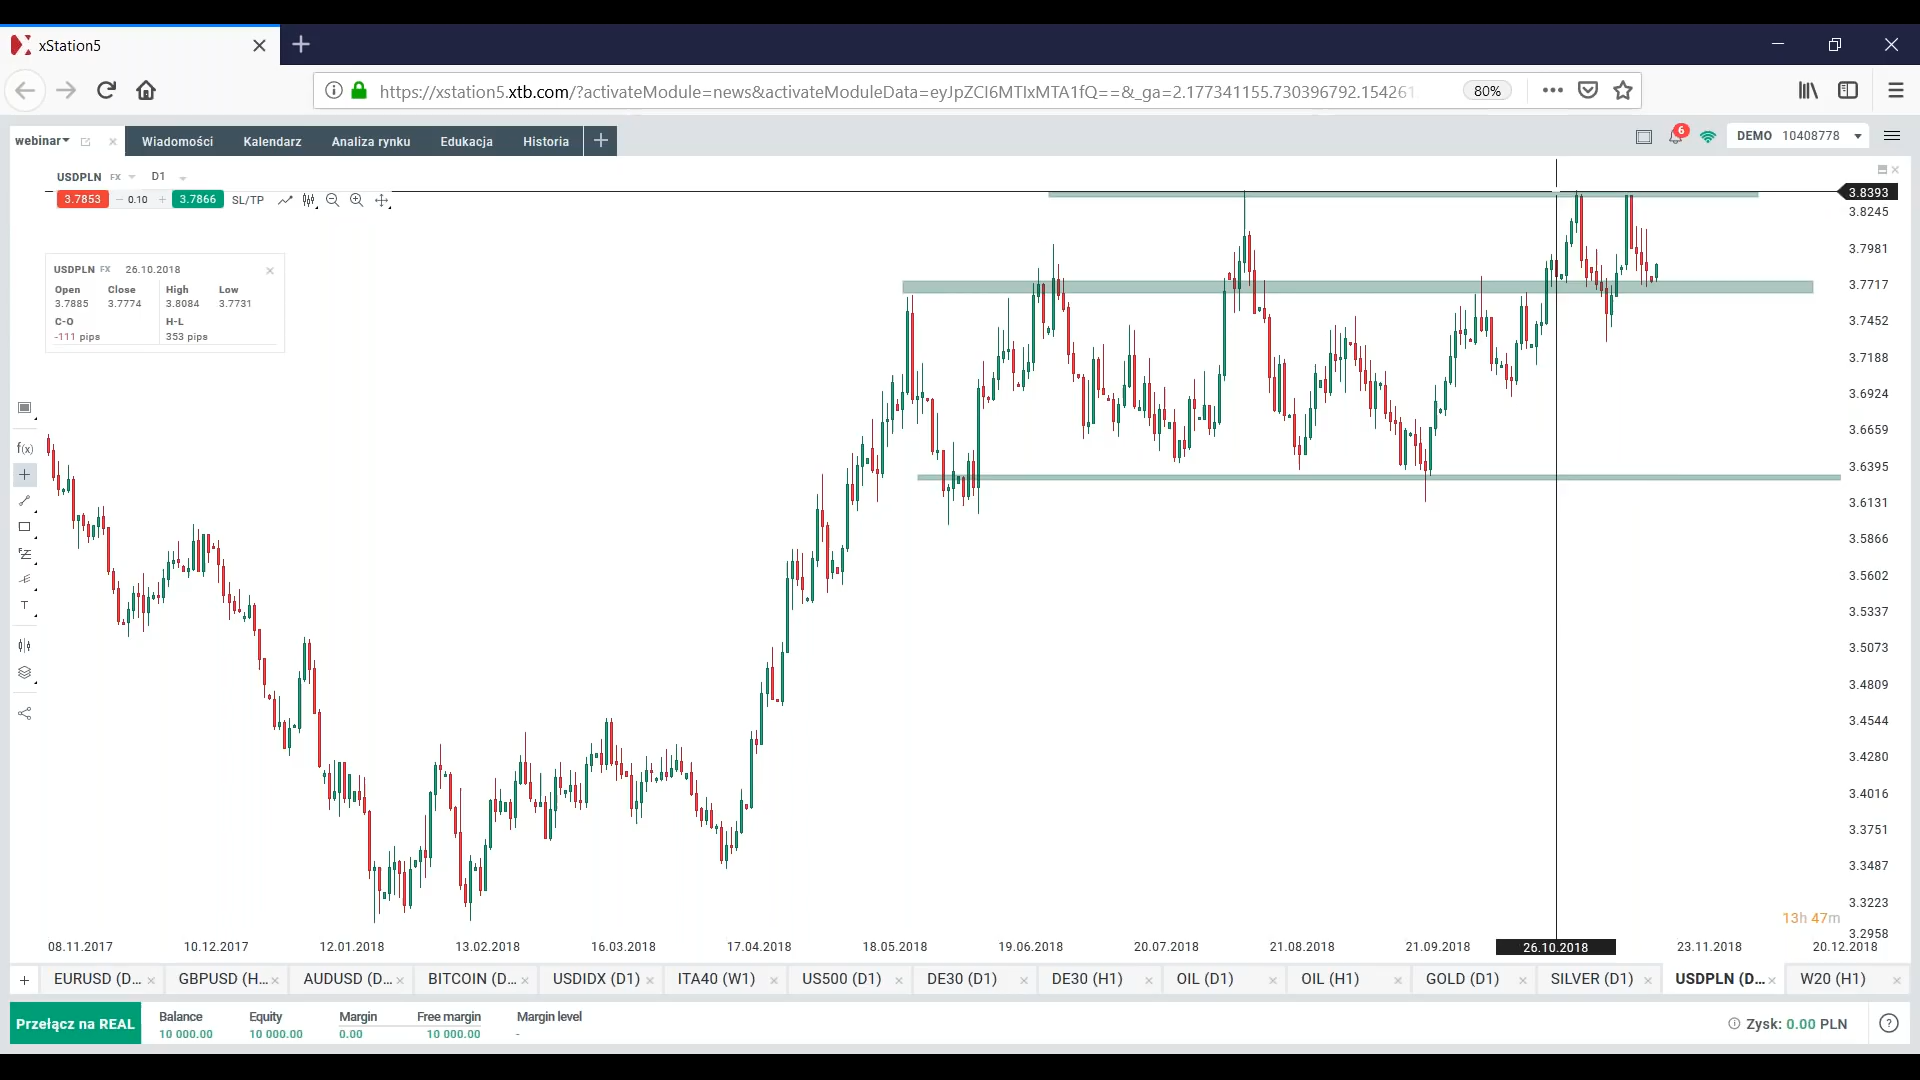 xStation5
https://xstation5.xtb.com/?activateModule=news&activateModuleData=eyJpZCI6MTIxMTA1fQ==&_ga=2.177341155.730396792.154261
80%
webinar
Wiadomości Kalendarz Analiza rynku Edukacja Historia
6
DEMO 10408778
USDPLN FX D1
3.7853 0.10 3.7866 SL/TP
USDPLN FX 26.10.2018
Open Close High Low
3.7885 3.7774 3.8084 3.7731
C-O H-L
-111 pips 353 pips
f(x)
T
3.8393
3.8245
3.7981
3.7717
3.7452
3.7188
3.6924
3.6659
3.6395
3.6131
3.5866
3.5602
3.5337
3.5073
3.4809
3.4544
3.4280
3.4016
3.3751
3.3487
3.3223
3.2958
13h 47m
08.11.2017 10.12.2017 12.01.2018 13.02.2018 16.03.2018 17.04.2018 18.05.2018 19.06.2018 20.07.2018 21.08.2018 21.09.2018 26.10.2018 23.11.2018 20.12.2018
EURUSD (D... GBPUSD (H... AUDUSD (D... BITCOIN (D... USDIDX (D1) ITA40 (W1) US500 (D1) DE30 (D1) DE30 (H1) OIL (D1) OIL (H1) GOLD (D1) SILVER (D1) USDPLN (D... W20 (H1)
Przełącz na REAL
Balance Equity Margin Free margin Margin level
10 000.00 10 000.00 0.00 10 000.00 -
Zysk: 0.00 PLN